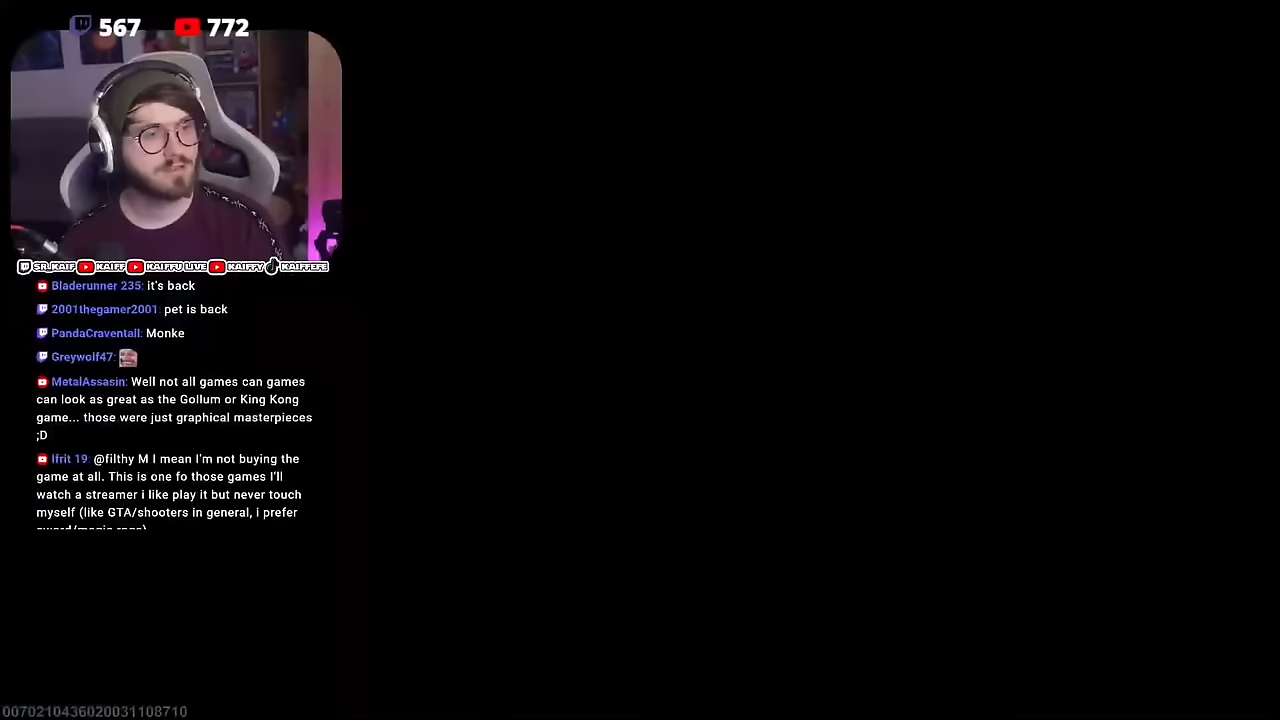 567 772
SR_KAIF KAIFF KAIFFU LIVE KAIFFY KAIFFEFE
Bladerunner 235: it's back
2001thegamer2001: pet is back
PandaCraventall: Monke
Greywolf47:
MetalAssasin: Well not all games can games
can look as great as the Gollum or King Kong
game... those were just graphical masterpieces
;D
Ifrit 19: @filthy M I mean I'm not buying the
game at all. This is one fo those games I'll
watch a streamer i like play it but never touch
myself (like GTA/shooters in general, i prefer
0070210436020031108710